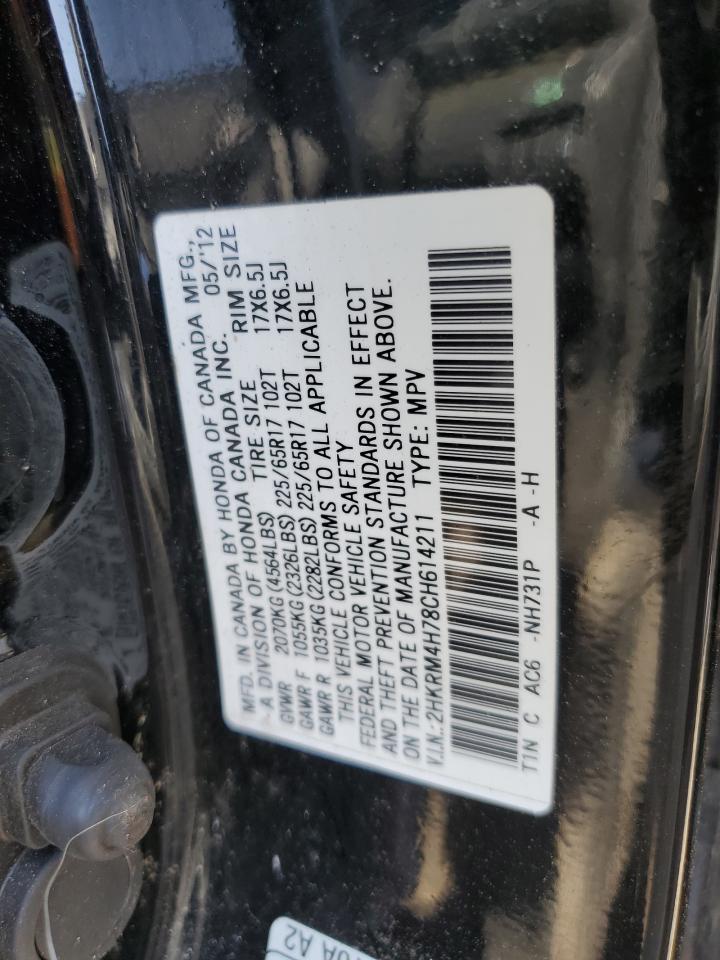 MFD. IN CANADA BY HONDA OF CANADA MFG.,
A DIVISION OF HONDA CANADA INC. 05/'12
GVWR 2070KG (4564LBS) TIRE SIZE RIM SIZE
GAWR F 1055KG (2326LBS) 225/65R17 102T 17X6.5J
GAWR R 1035KG (2282LBS) 225/65R17 102T 17X6.5J
THIS VEHICLE CONFORMS TO ALL APPLICABLE
FEDERAL MOTOR VEHICLE SAFETY
AND THEFT PREVENTION STANDARDS IN EFFECT
ON THE DATE OF MANUFACTURE SHOWN ABOVE.
V.I.N.: 2HKRM4H78CH614211 TYPE: MPV
T1N C AC6 -NH731P -A -H
A2